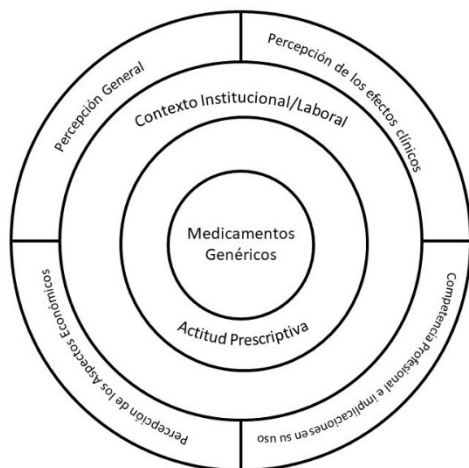 Percepción General
Percepción de los efectos clínicos
Contexto Institucional/Laboral
Medicamentos
Genéricos
Actitud Prescriptiva
Percepción de los Aspectos Económicos
Competencia Profesional e implicaciones en su uso